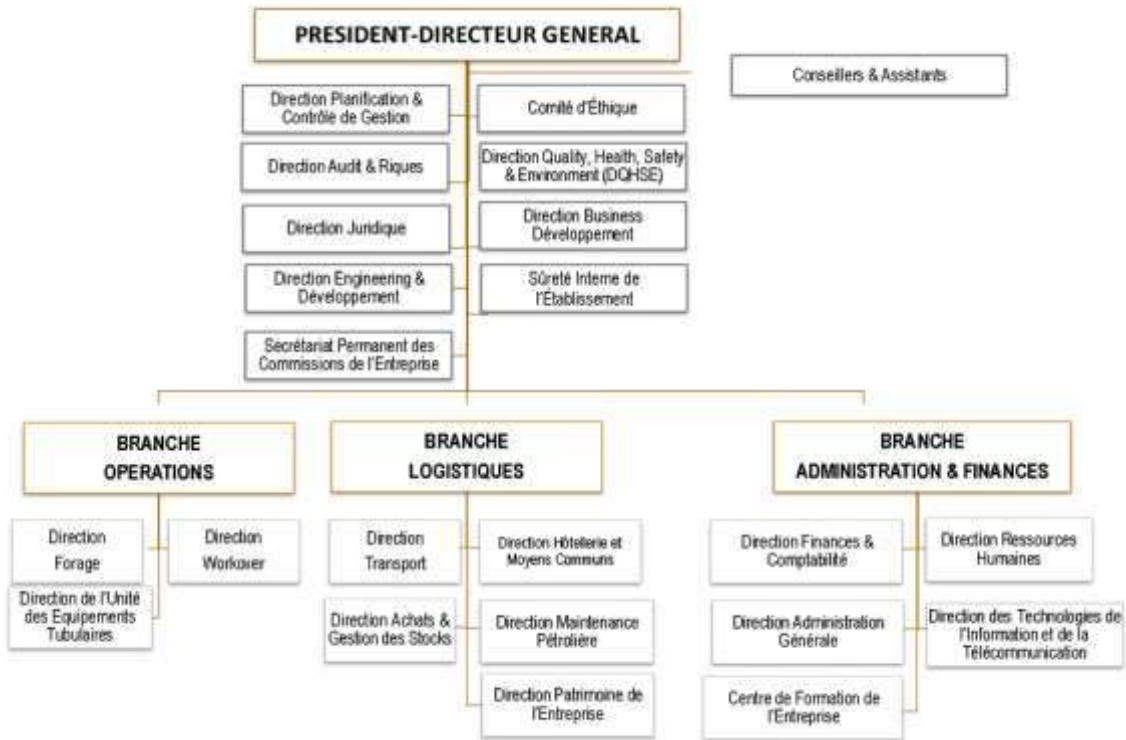 PRESIDENT-DIRECTEUR GENERAL
Conseillers & Assistants
Direction Planification &
Contrôle de Gestion
Comité d'Éthique
Direction Audit & Riques
Direction Quality, Health, Safety
& Environment (DQHSE)
Direction Juridique
Direction Business
Développement
Direction Engineering &
Développement
Sûreté Interne de
l'Établissement
Secrétariat Permanent des
Commissions de l'Entreprise
BRANCHE
OPERATIONS
BRANCHE
LOGISTIQUES
BRANCHE
ADMINISTRATION & FINANCES
Direction
Forage
Direction
Workover
Direction de l'Unité
des Equipements
Tubulaires
Direction
Transport
Direction Hôtellerie et
Moyens Communs
Direction Achats &
Gestion des Stocks
Direction Maintenance
Pétrolière
Direction Patrimoine de
l'Entreprise
Direction Finances &
Comptabilité
Direction Ressources
Humaines
Direction Administration
Générale
Direction des Technologies de
l'Information et de la
Télécommunication
Centre de Formation de
l'Entreprise